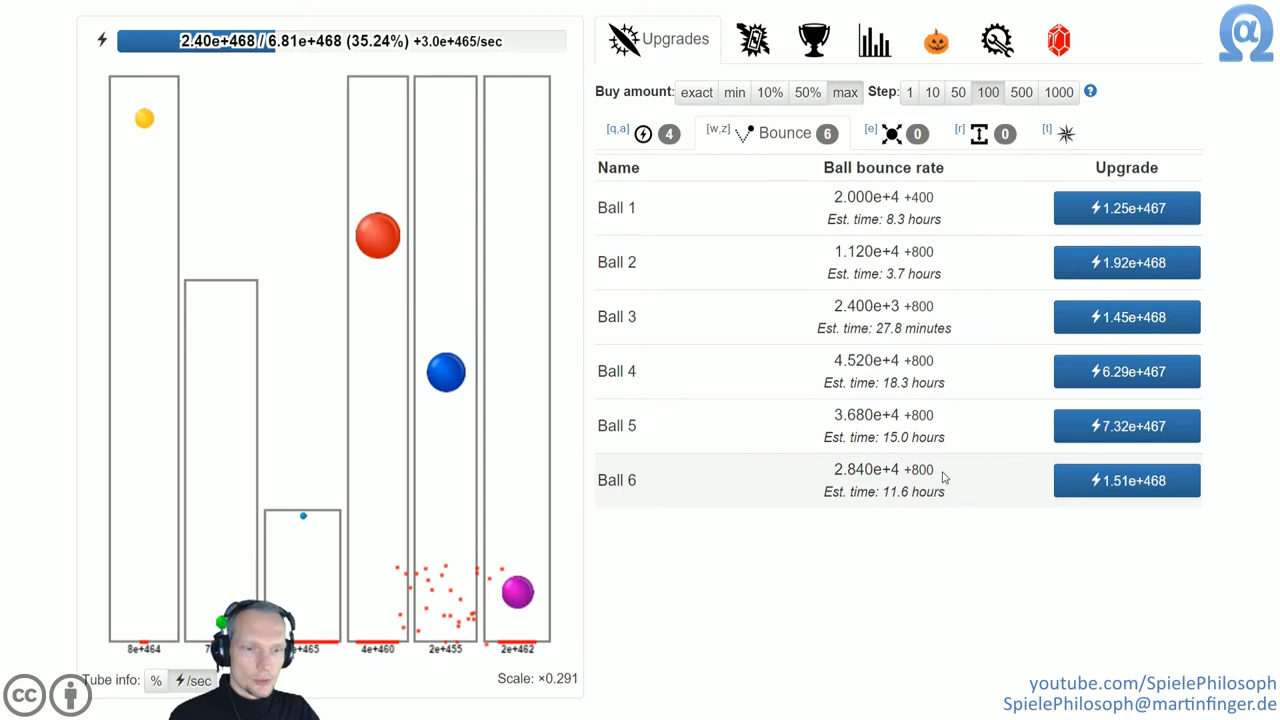 2.40e+468 / 6.81e+468 (35.24%) +3.0e+465/sec
Upgrades
Buy amount: exact min 10% 50% max Step: 1 10 50 100 500 1000 ?
[q,a] 4 [w,z] Bounce 6 [e] 0 [r] 0 [t]
Name Ball bounce rate Upgrade
Ball 1 2.000e+4 +400 1.25e+467
Est. time: 8.3 hours
Ball 2 1.120e+4 +800 1.92e+468
Est. time: 3.7 hours
Ball 3 2.400e+3 +800 1.45e+468
Est. time: 27.8 minutes
Ball 4 4.520e+4 +800 6.29e+467
Est. time: 18.3 hours
Ball 5 3.680e+4 +800 7.32e+467
Est. time: 15.0 hours
Ball 6 2.840e+4 +800 1.51e+468
Est. time: 11.6 hours
8e+464 4e+460 2e+455 2e+462
Tube info: % /sec Scale: ×0.291
cc
α
youtube.com/SpielePhilosoph
SpielePhilosoph@martinfinger.de